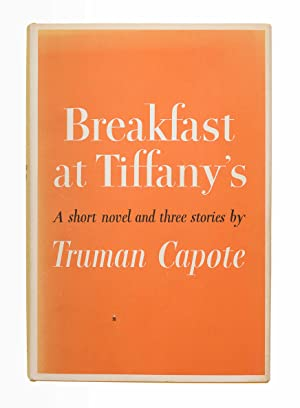 Breakfast
at Tiffany's
A short novel and three stories by
Truman Capote